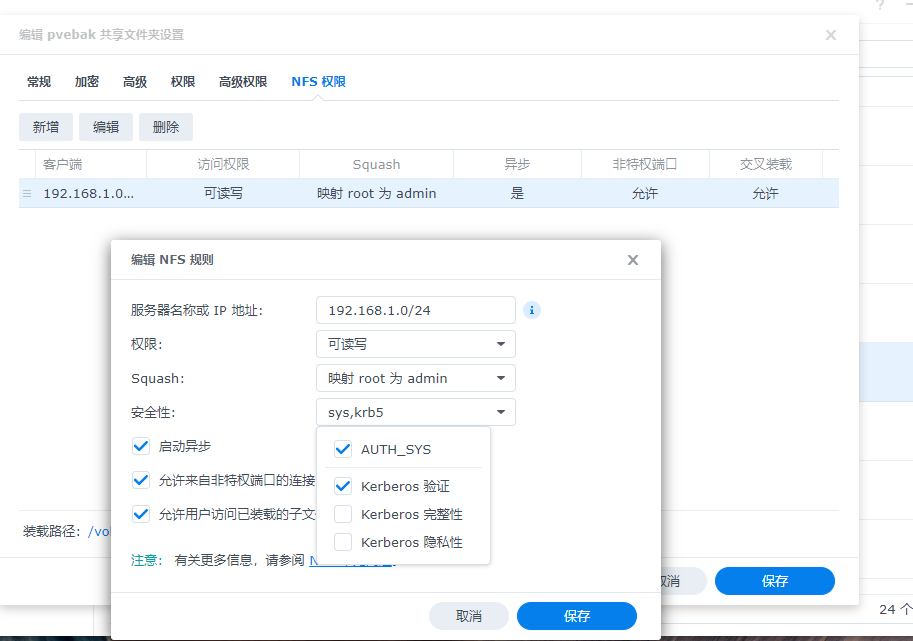 编辑 pvebak 共享文件夹设置
常规 加密 高级 权限 高级权限 NFS 权限
新增 编辑 删除
客户端 访问权限 Squash 异步 非特权端口 交叉装载
192.168.1.0... 可读写 映射 root 为 admin 是 允许 允许
编辑 NFS 规则
服务器名称或 IP 地址: 192.168.1.0/24
权限: 可读写
Squash: 映射 root 为 admin
安全性: sys,krb5
启动异步
AUTH_SYS
允许来自非特权端口的连接
Kerberos 验证
允许用户访问已装载的子文
Kerberos 完整性
Kerberos 隐私性
装载路径: /vo
注意: 有关更多信息，请参阅 N
取消 保存
消 保存
24 个